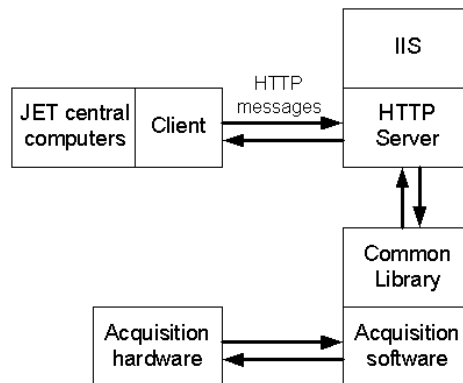 IIS
HTTP
messages
JET central
computers
Client
HTTP
Server
Common
Library
Acquisition
hardware
Acquisition
software